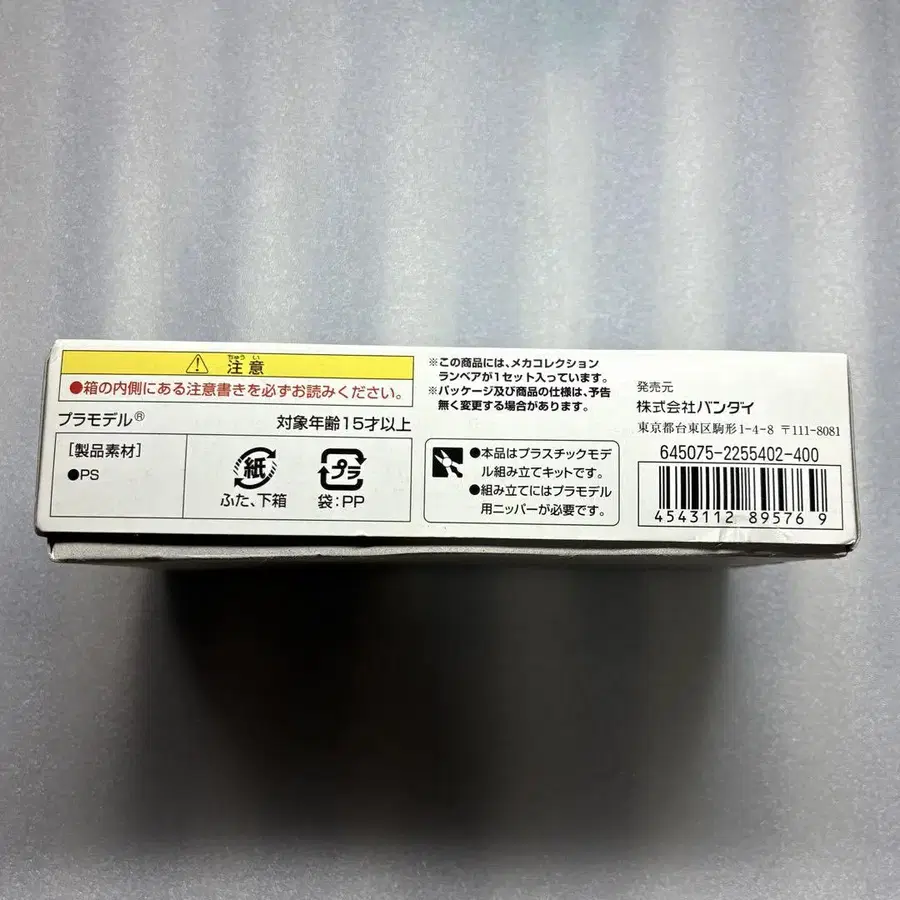 ちゅう い
注意
●箱の内側にある注意書きを必ずお読みください。
プラモデル® 対象年齢15才以上
[製品素材]
●PS
紙
ふた、下箱
プラ
袋:PP
※この商品には、メカコレクション
ランベアが1セット入っています。
※パッケージ及び商品の仕様は、予告
無く変更する場合があります。
●本品はプラスチックモデ
ル組み立てキットです。
●組み立てにはプラモデル
用ニッパーが必要です。
発売元
株式会社バンダイ
東京都台東区駒形1-4-8 〒111-8081
645075-2255402-400
4543112 895769